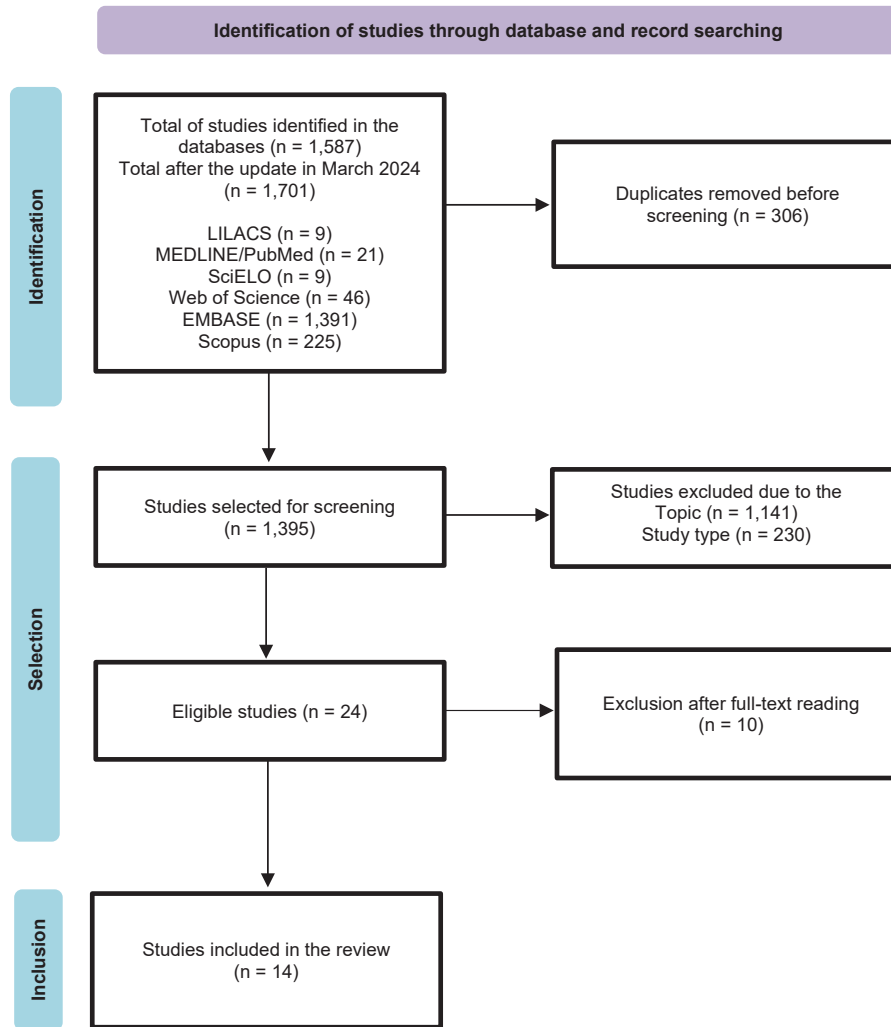 Identification of studies through database and record searching
Identification
Total of studies identified in the
databases (n = 1,587)
Total after the update in March 2024
(n = 1,701)
LILACS (n = 9)
MEDLINE/PubMed (n = 21)
SciELO (n = 9)
Web of Science (n = 46)
EMBASE (n = 1,391)
Scopus (n = 225)
Duplicates removed before
screening (n = 306)
Selection
Studies selected for screening
(n = 1,395)
Studies excluded due to the
Topic (n = 1,141)
Study type (n = 230)
Eligible studies (n = 24)
Exclusion after full-text reading
(n = 10)
Inclusion
Studies included in the review
(n = 14)